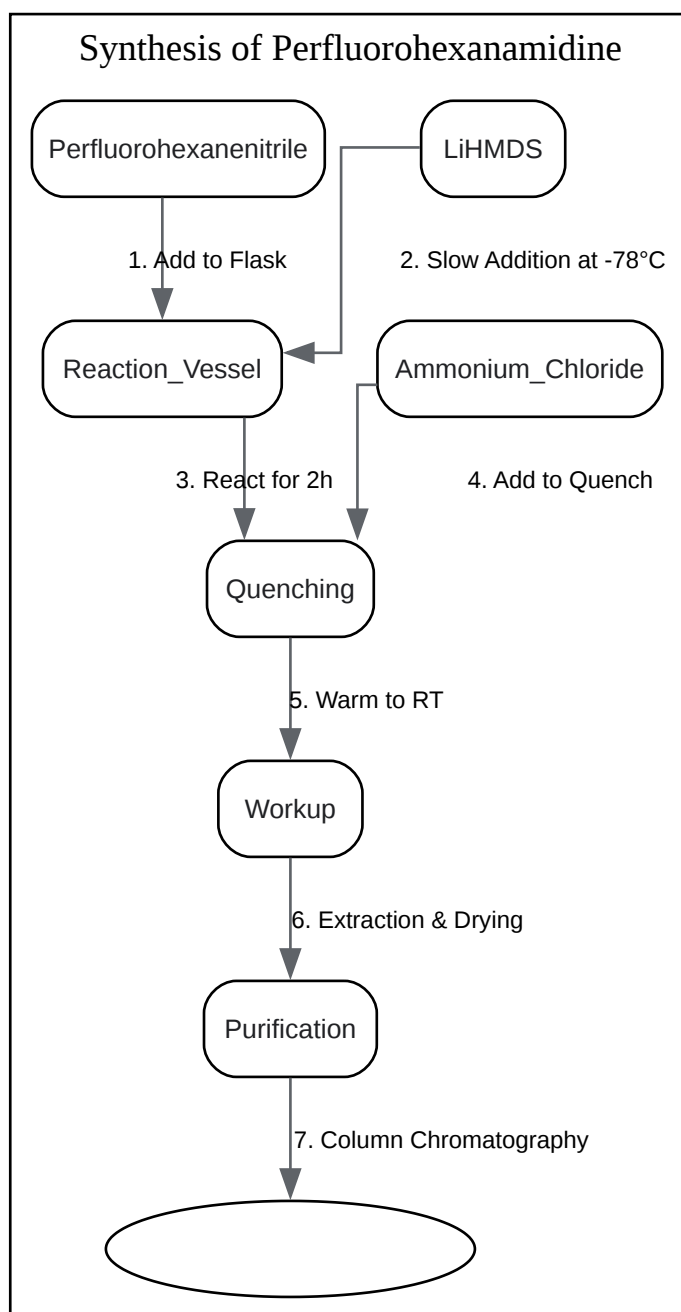 Synthesis of Perfluorohexanamidine
Perfluorohexanenitrile
LiHMDS
1. Add to Flask
2. Slow Addition at -78°C
Reaction_Vessel
Ammonium_Chloride
3. React for 2h
4. Add to Quench
Quenching
5. Warm to RT
Workup
6. Extraction & Drying
Purification
7. Column Chromatography